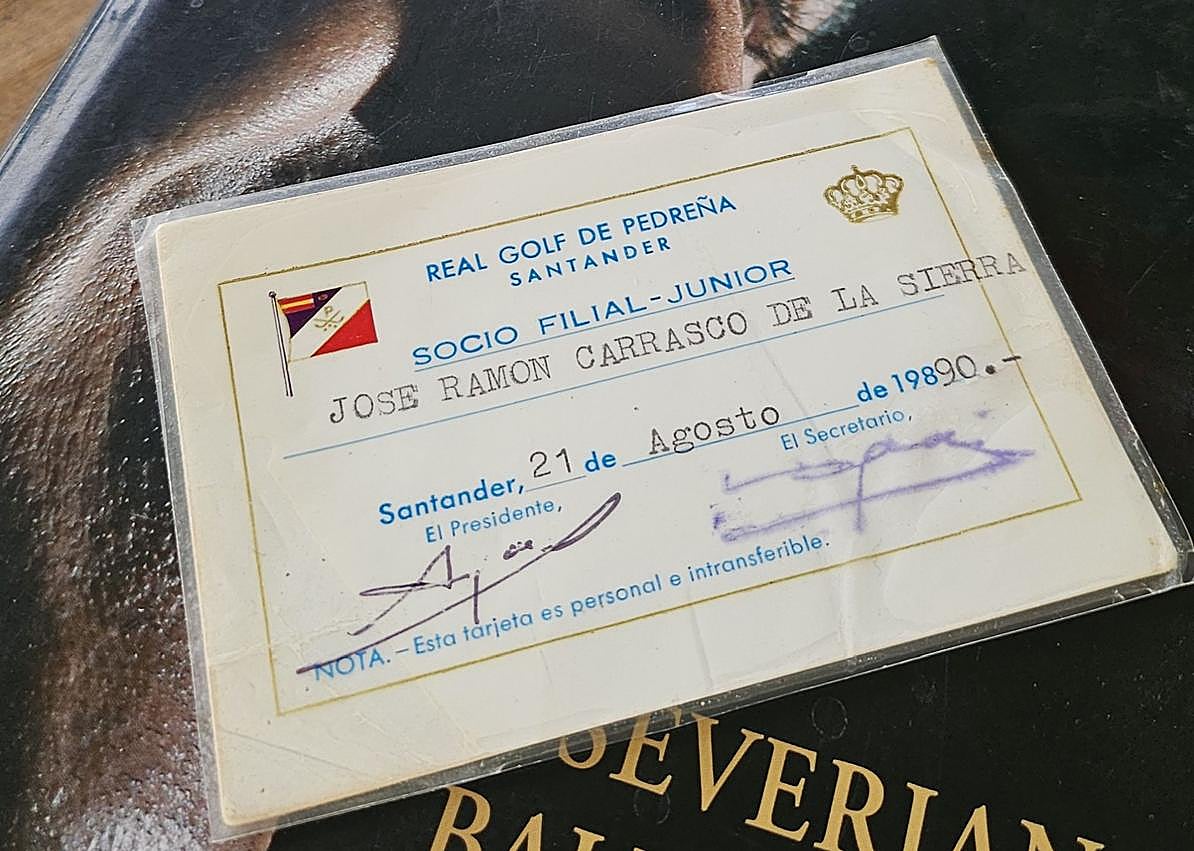 REAL GOLF DE PEDREÑA
SANTANDER
SOCIO FILIAL-JUNIOR
JOSE RAMON CARRASCO DE LA SIERRA
Santander, 21 de Agosto de 19890.-
El Presidente, El Secretario,
NOTA.-Esta tarjeta es personal e intransferible.
SEVERIAN